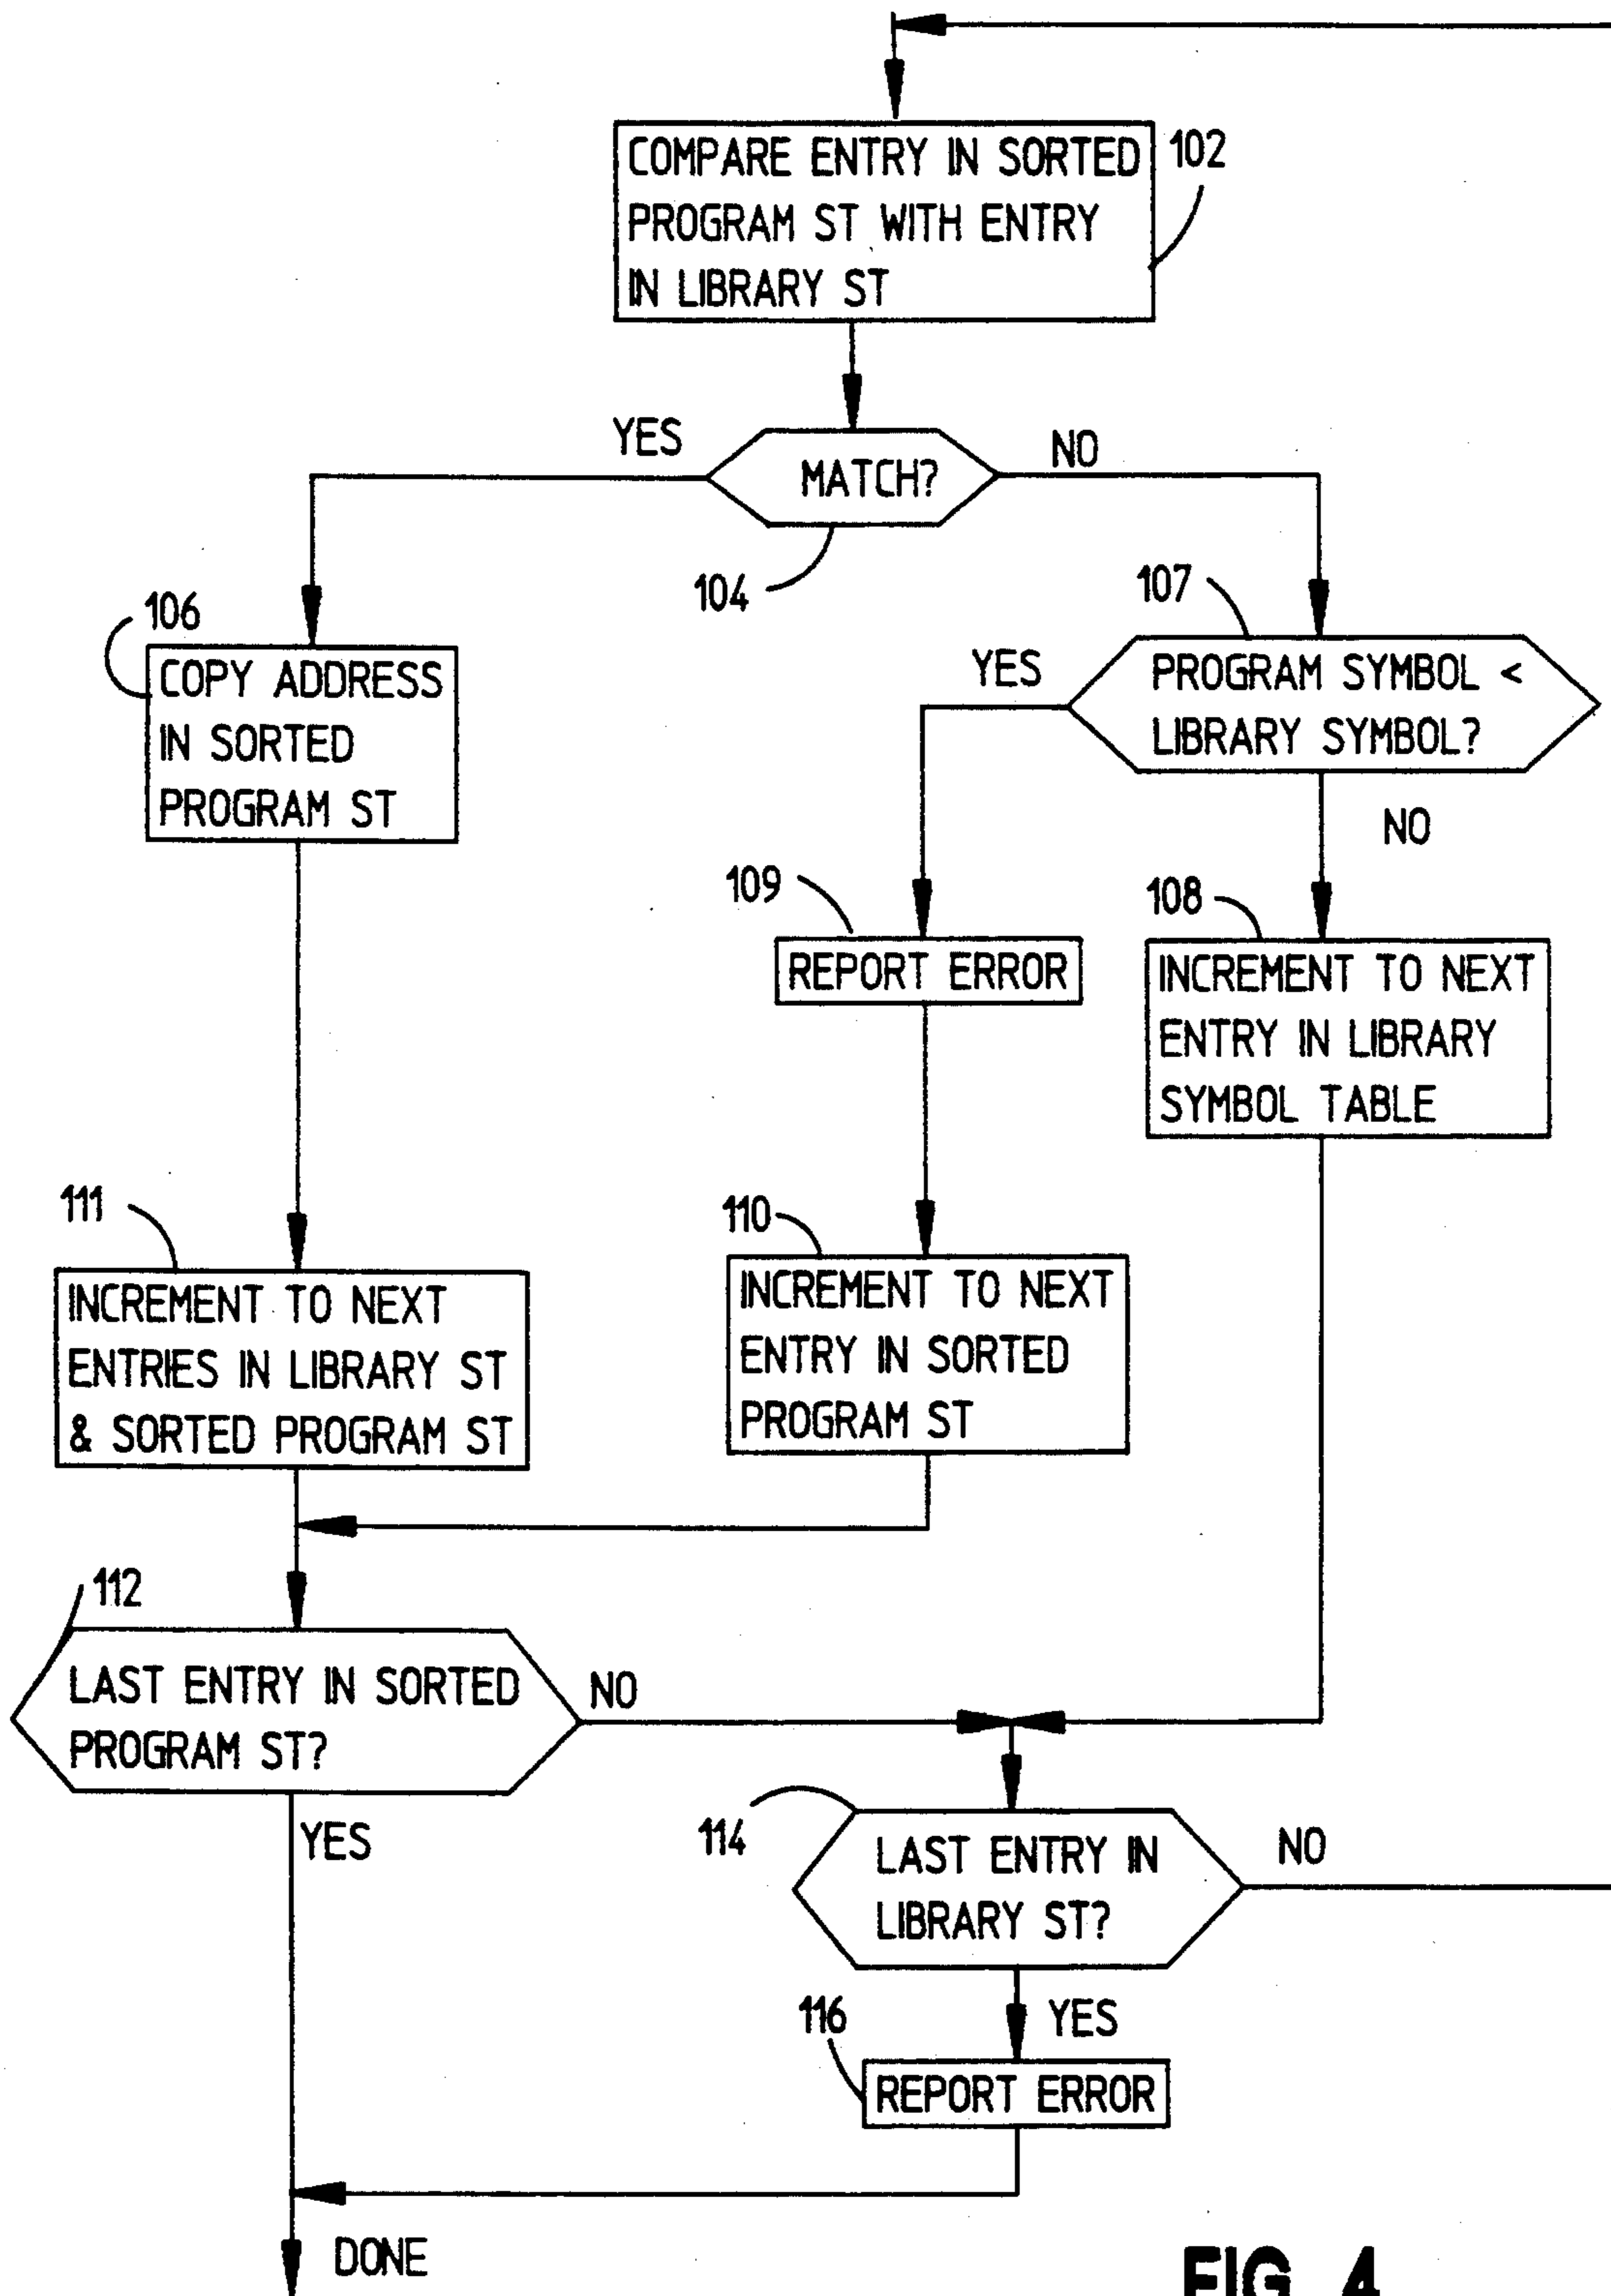 COMPARE ENTRY IN SORTED
PROGRAM ST WITH ENTRY
IN LIBRARY ST
102
YES
MATCH?
NO
104
106
COPY ADDRESS
IN SORTED
PROGRAM ST
107
YES
PROGRAM SYMBOL <
LIBRARY SYMBOL?
NO
109
REPORT ERROR
108
INCREMENT TO NEXT
ENTRY IN LIBRARY
SYMBOL TABLE
111
INCREMENT TO NEXT
ENTRIES IN LIBRARY ST
& SORTED PROGRAM ST
110
INCREMENT TO NEXT
ENTRY IN SORTED
PROGRAM ST
112
LAST ENTRY IN SORTED
PROGRAM ST?
NO
YES
114
LAST ENTRY IN
LIBRARY ST?
NO
YES
116
REPORT ERROR
DONE
FIG. 4